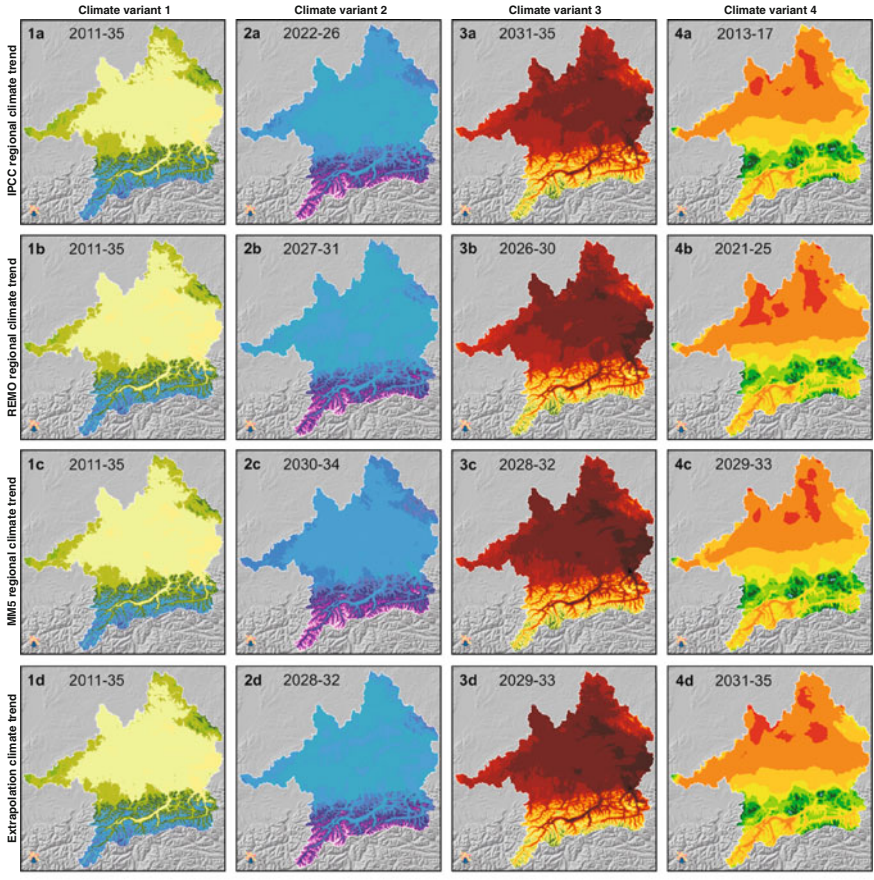 Climate variant 1
Climate variant 2
Climate variant 3
Climate variant 4
IPCC regional climate trend
1a 2011-35
2a 2022-26
3a 2031-35
4a 2013-17
REMO regional climate trend
1b 2011-35
2b 2027-31
3b 2026-30
4b 2021-25
MM5 regional climate trend
1c 2011-35
2c 2030-34
3c 2028-32
4c 2029-33
Extrapolation climate trend
1d 2011-35
2d 2028-32
3d 2029-33
4d 2031-35